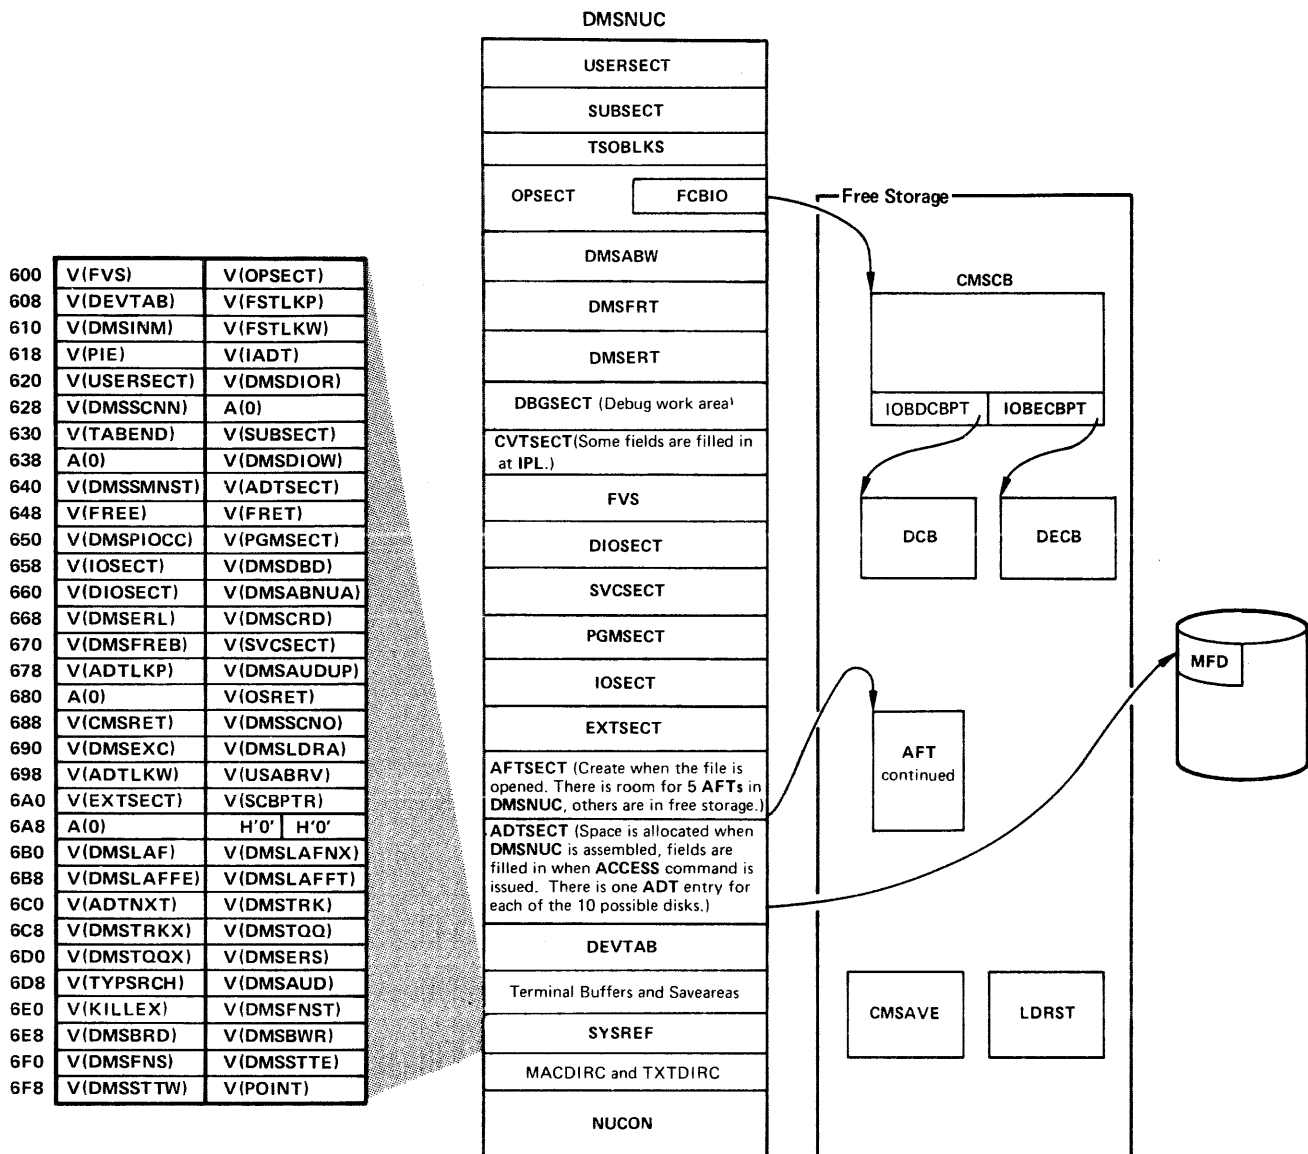 DMSNUC
USERSECT
SUBSECT
TSOBLKS
OPSECT FCBIO
DMSABW
DMSFRT
DMSERT
DBGSECT (Debug work area)
CVTSECT(Some fields are filled in
at IPL.)
FVS
DIOSECT
SVCSECT
PGMSECT
IOSECT
EXTSECT
AFTSECT (Create when the file is
opened. There is room for 5 AFTs in
DMSNUC, others are in free storage.)
ADTSECT (Space is allocated when
DMSNUC is assembled, fields are
filled in when ACCESS command is
issued. There is one ADT entry for
each of the 10 possible disks.)
DEVTAB
Terminal Buffers and Saveareas
SYSREF
MACDIRC and TXTDIRC
NUCON
600 V(FVS) V(OPSECT)
608 V(DEVTAB) V(FSTLKP)
610 V(DMSINM) V(FSTLKW)
618 V(PIE) V(IADT)
620 V(USERSECT) V(DMSDIOR)
628 V(DMSSCNN) A(0)
630 V(TABEND) V(SUBSECT)
638 A(0) V(DMSDIOW)
640 V(DMSSMNST) V(ADTSECT)
648 V(FREE) V(FRET)
650 V(DMSPIOCC) V(PGMSECT)
658 V(IOSECT) V(DMSDBD)
660 V(DIOSECT) V(DMSABNUA)
668 V(DMSERL) V(DMSCRD)
670 V(DMSFREB) V(SVCSECT)
678 V(ADTLKP) V(DMSAUDUP)
680 A(0) V(OSRET)
688 V(CMSRET) V(DMSSCNO)
690 V(DMSEXC) V(DMSLDRA)
698 V(ADTLKW) V(USABRV)
6A0 V(EXTSECT) V(SCBPTR)
6A8 A(0) H'0' H'0'
6B0 V(DMSLAF) V(DMSLAFNX)
6B8 V(DMSLAFFE) V(DMSLAFFT)
6C0 V(ADTNXT) V(DMSTRK)
6C8 V(DMSTRKX) V(DMSTQQ)
6D0 V(DMSTQQX) V(DMSERS)
6D8 V(TYPSRCH) V(DMSAUD)
6E0 V(KILLEX) V(DMSFNST)
6E8 V(DMSBRD) V(DMSBWR)
6F0 V(DMSFNS) V(DMSSTTE)
6F8 V(DMSSTTW) V(POINT)
Free Storage
CMSCB
IOBDCBPT IOBECBPT
DCB DECB
AFT
continued
CMSAVE LDRST
MFD